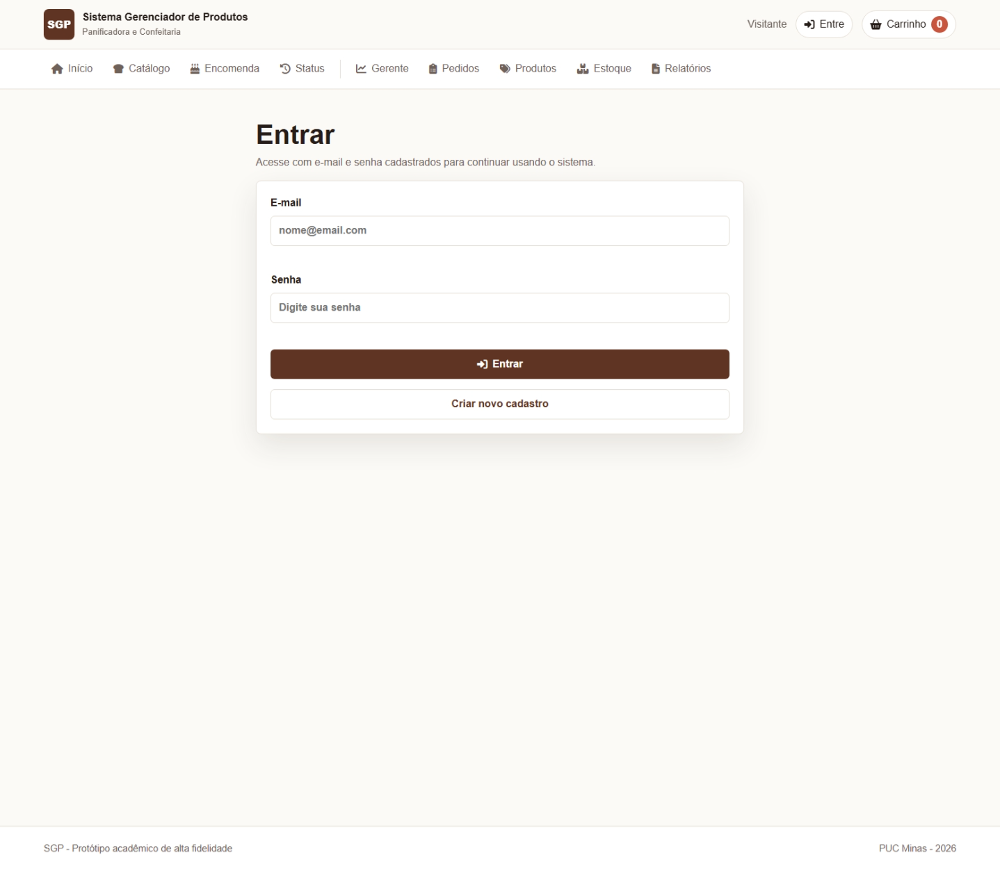 SGP
Sistema Gerenciador de Produtos
Panificadora e Confeitaria
Visitante
Entre
Carrinho 0
Início
Catálogo
Encomenda
Status
Gerente
Pedidos
Produtos
Estoque
Relatórios
Entrar
Acesse com e-mail e senha cadastrados para continuar usando o sistema.
E-mail
nome@email.com
Senha
Digite sua senha
Entrar
Criar novo cadastro
SGP - Protótipo acadêmico de alta fidelidade
PUC Minas - 2026